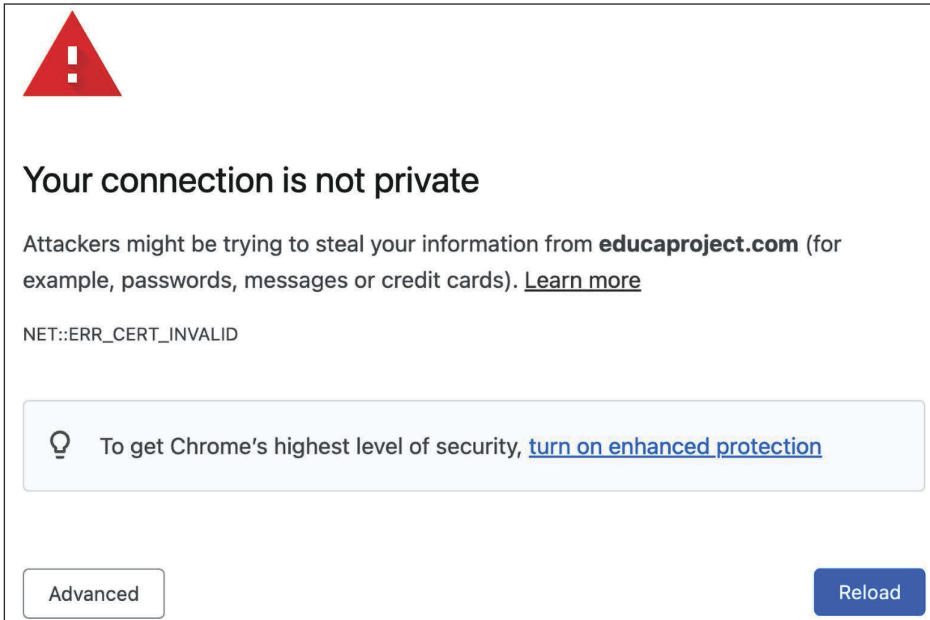 Your connection is not private
Attackers might be trying to steal your information from educaproject.com (for
example, passwords, messages or credit cards). Learn more
NET::ERR_CERT_INVALID
To get Chrome’s highest level of security, turn on enhanced protection
Advanced
Reload